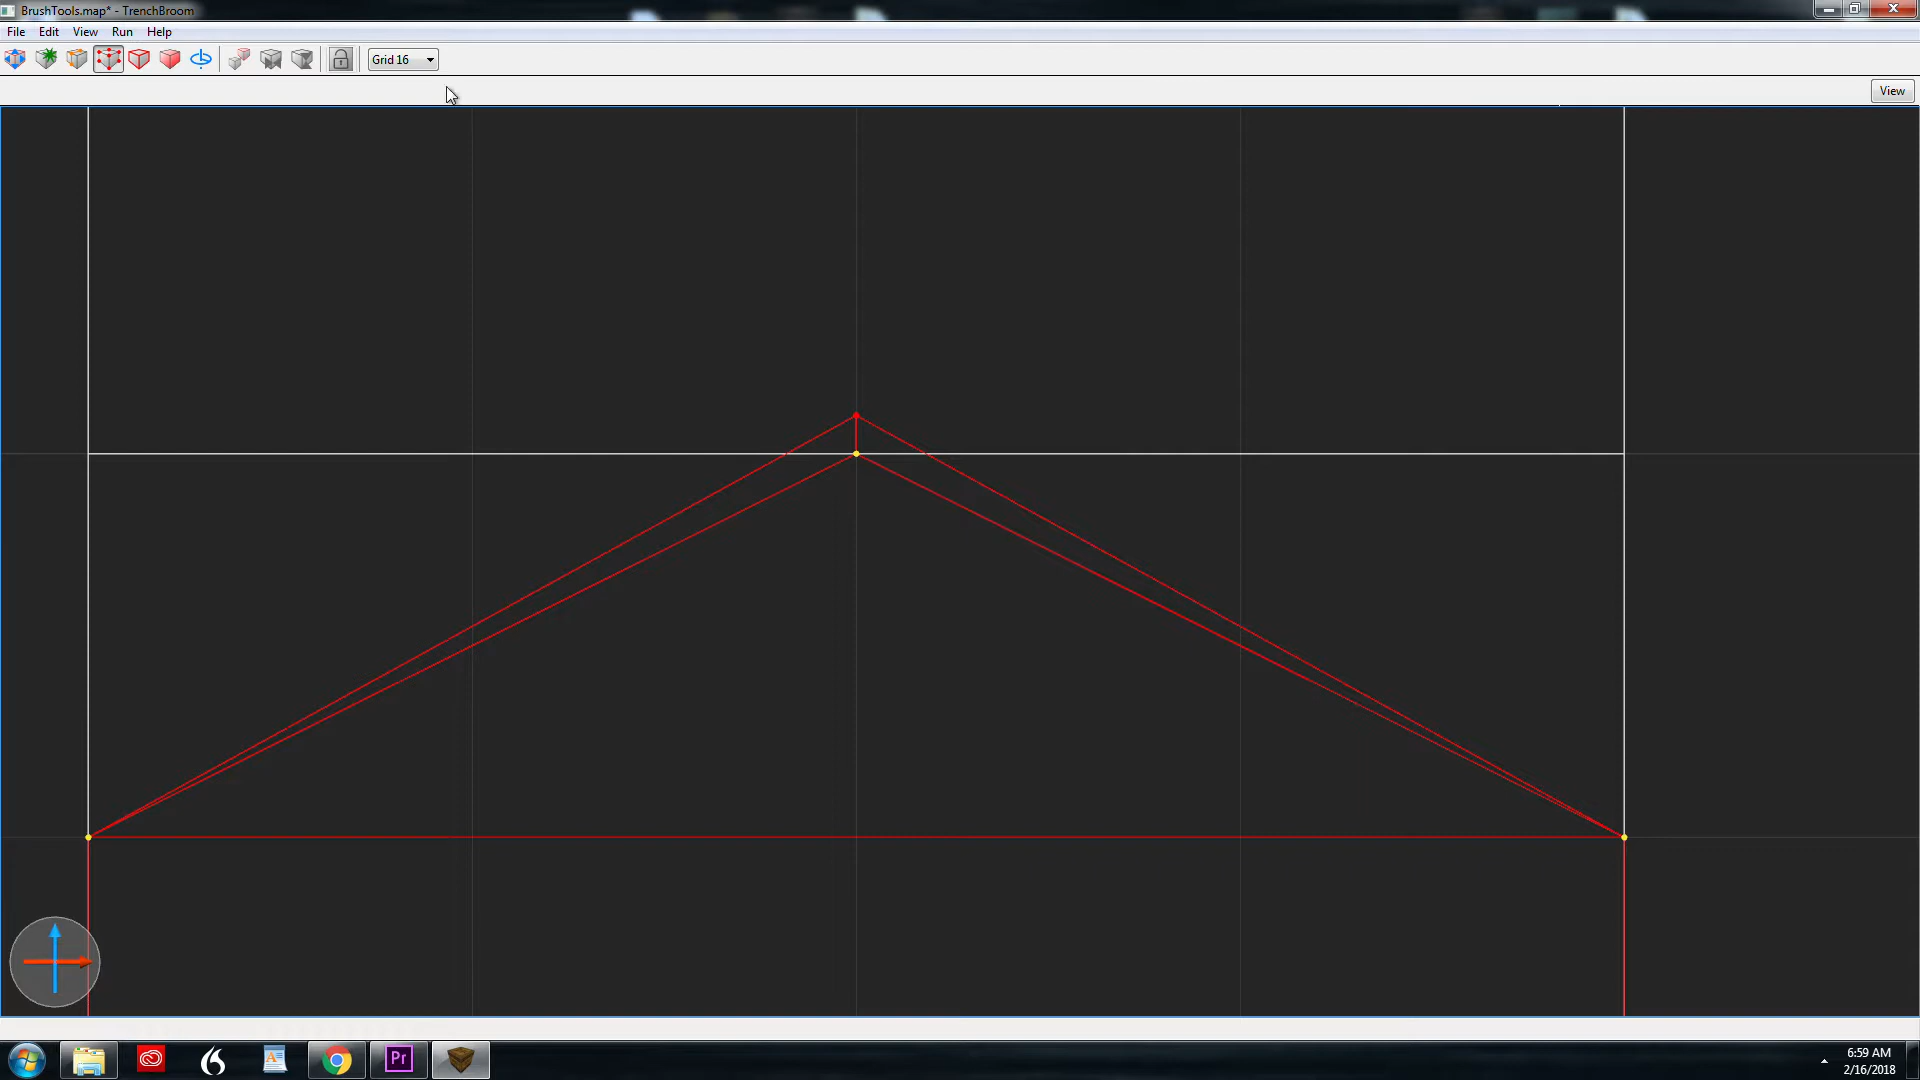 BrushTools.map* - TrenchBroom
File Edit View Run Help
Grid 16
View
Pr
6:59 AM
2/16/2018